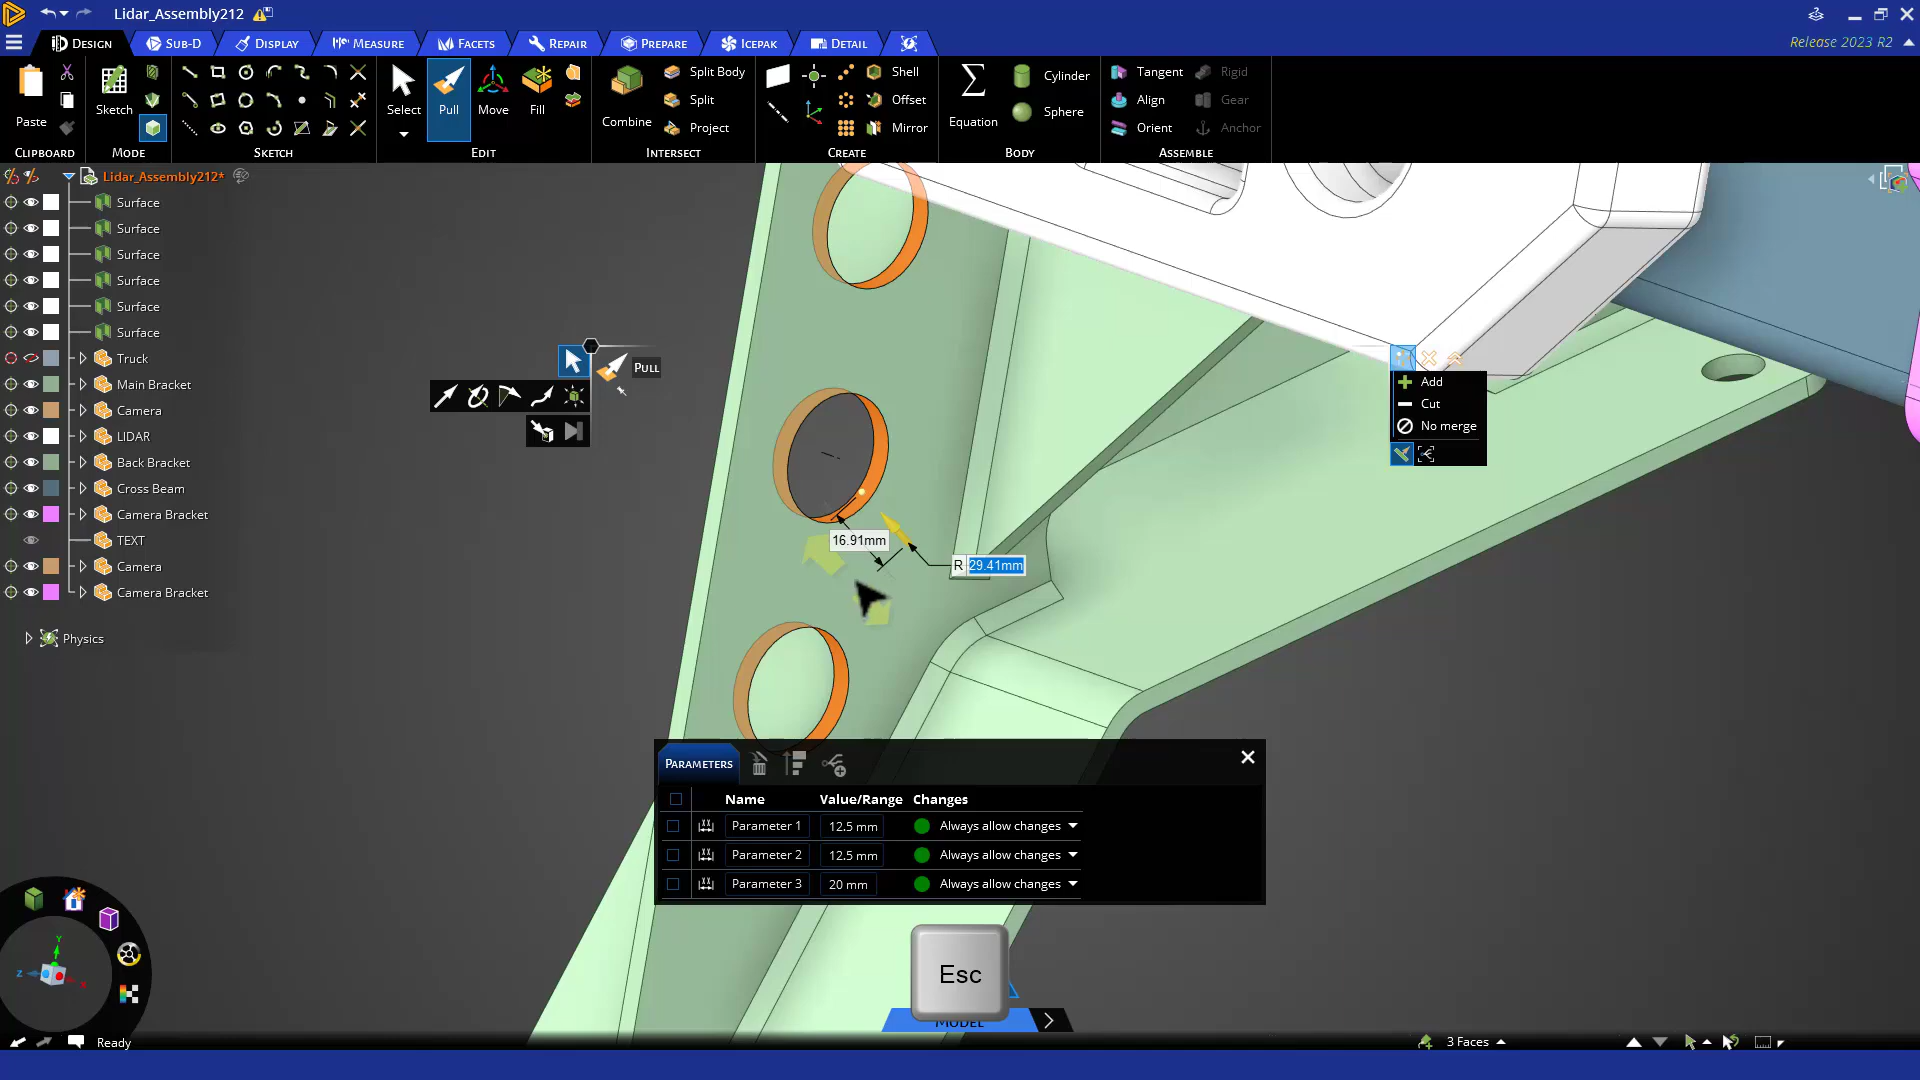 Lidar_Assembly212
Design
Sub-D
Display
Measure
Facets
Repair
Prepare
Icepak
Detail
Release 2023 R2
Paste
Sketch
Select
Pull
Move
Fill
Combine
Split Body
Split
Project
Shell
Offset
Mirror
Equation
Cylinder
Sphere
Tangent
Align
Orient
Rigid
Gear
Anchor
Clipboard
Mode
Sketch
Edit
Intersect
Create
Body
Assemble
Lidar_Assembly212*
Surface
Surface
Surface
Surface
Surface
Surface
Truck
Main Bracket
Camera
LIDAR
Back Bracket
Cross Beam
Camera Bracket
TEXT
Camera
Camera Bracket
Physics
Pull
Add
Cut
No merge
16.91mm
R 29.41mm
Parameters
Name Value/Range Changes
Parameter 1 12.5 mm Always allow changes
Parameter 2 12.5 mm Always allow changes
Parameter 3 20 mm Always allow changes
Esc
Model
Y
Z
X
Ready
3 Faces